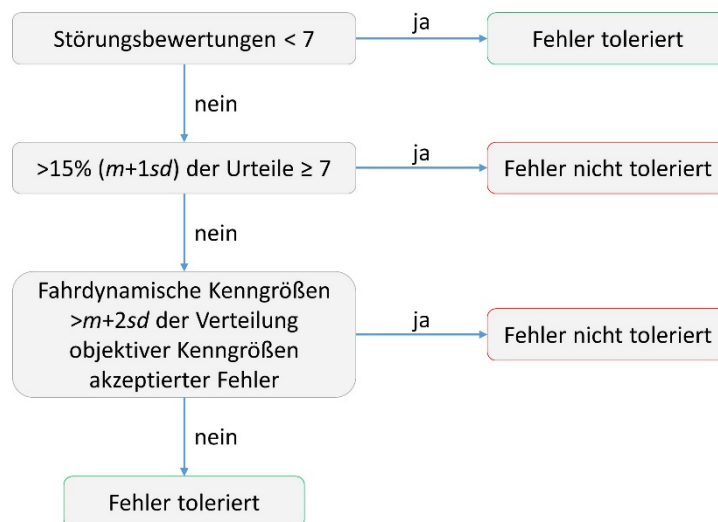 Störungsbewertungen < 7
ja
Fehler toleriert
nein
>15% (m+1sd) der Urteile ≥ 7
ja
Fehler nicht toleriert
nein
Fahrdynamische Kenngrößen
>m+2sd der Verteilung
objektiver Kenngrößen
akzeptierter Fehler
ja
Fehler nicht toleriert
nein
Fehler toleriert